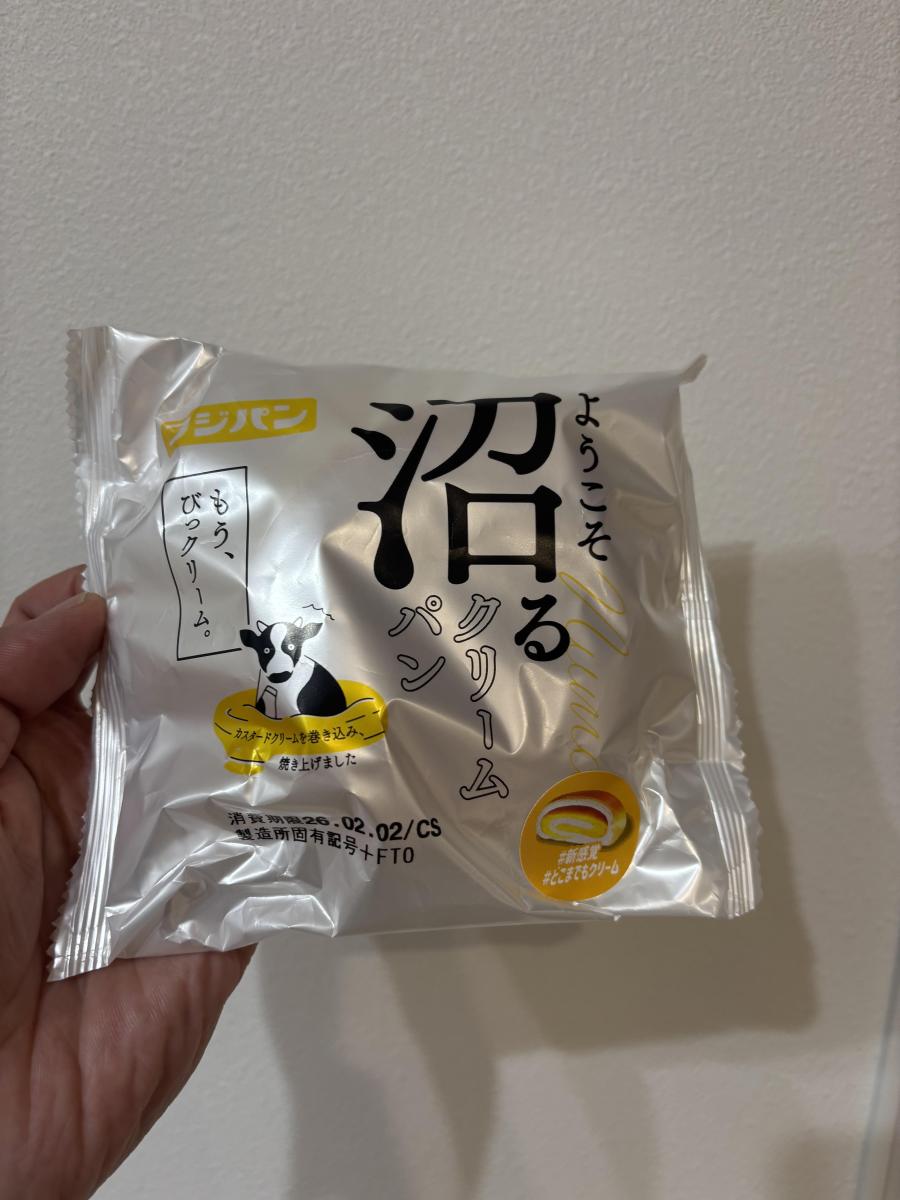 フジパン
ようこそ
沼る
クリーム
パン
もう、
びっクリーム。
カスタードクリームを巻き込み、
焼き上げました
消費期限26.02.02/CS
製造所固有記号+FTO
#新感覚
#どこまでもクリーム